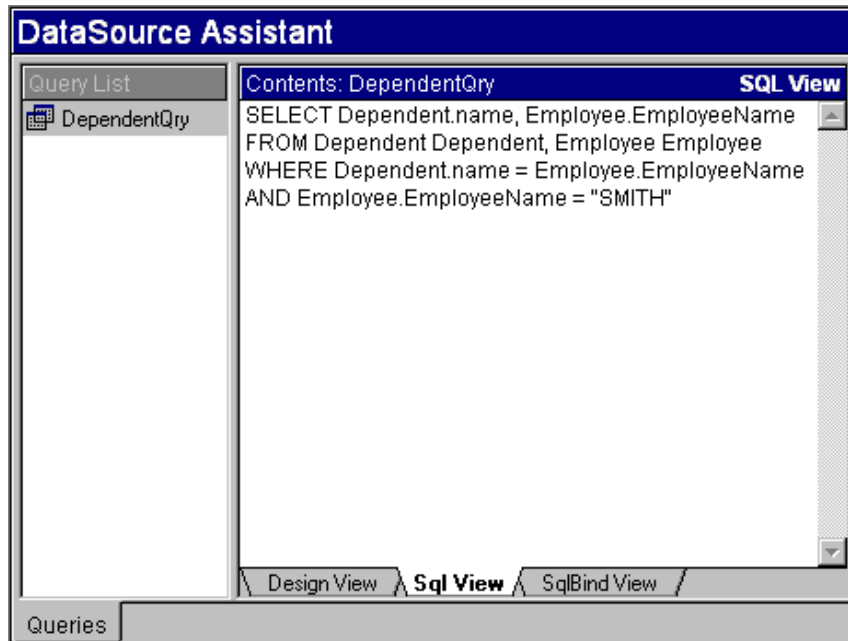 DataSource Assistant
Query List
DependentQry
Contents: DependentQry SQL View
SELECT Dependent.name, Employee.EmployeeName
FROM Dependent Dependent, Employee Employee
WHERE Dependent.name = Employee.EmployeeName
AND Employee.EmployeeName = "SMITH"
Design View Sql View SqlBind View
Queries